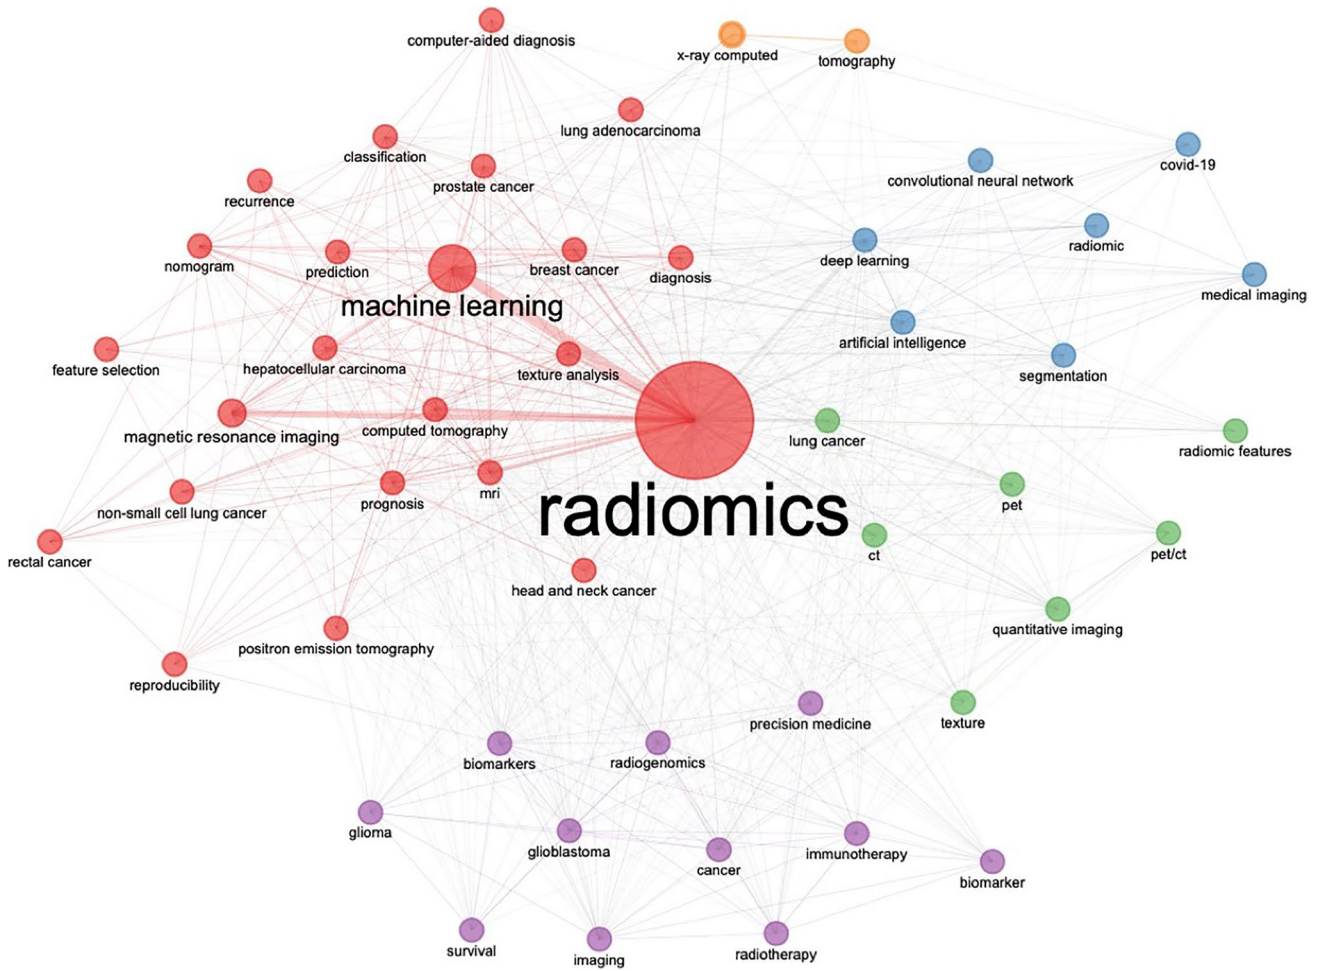 computer-aided diagnosis
x-ray computed
tomography
lung adenocarcinoma
classification
prostate cancer
convolutional neural network
covid-19
recurrence
radiomic
nomogram
prediction
breast cancer
diagnosis
deep learning
medical imaging
machine learning
artificial intelligence
feature selection
hepatocellular carcinoma
texture analysis
segmentation
magnetic resonance imaging
computed tomography
lung cancer
radiomic features
non-small cell lung cancer
prognosis
mri
radiomics
pet
rectal cancer
ct
pet/ct
head and neck cancer
quantitative imaging
positron emission tomography
reproducibility
precision medicine
texture
biomarkers
radiogenomics
glioma
glioblastoma
cancer
immunotherapy
biomarker
survival
imaging
radiotherapy